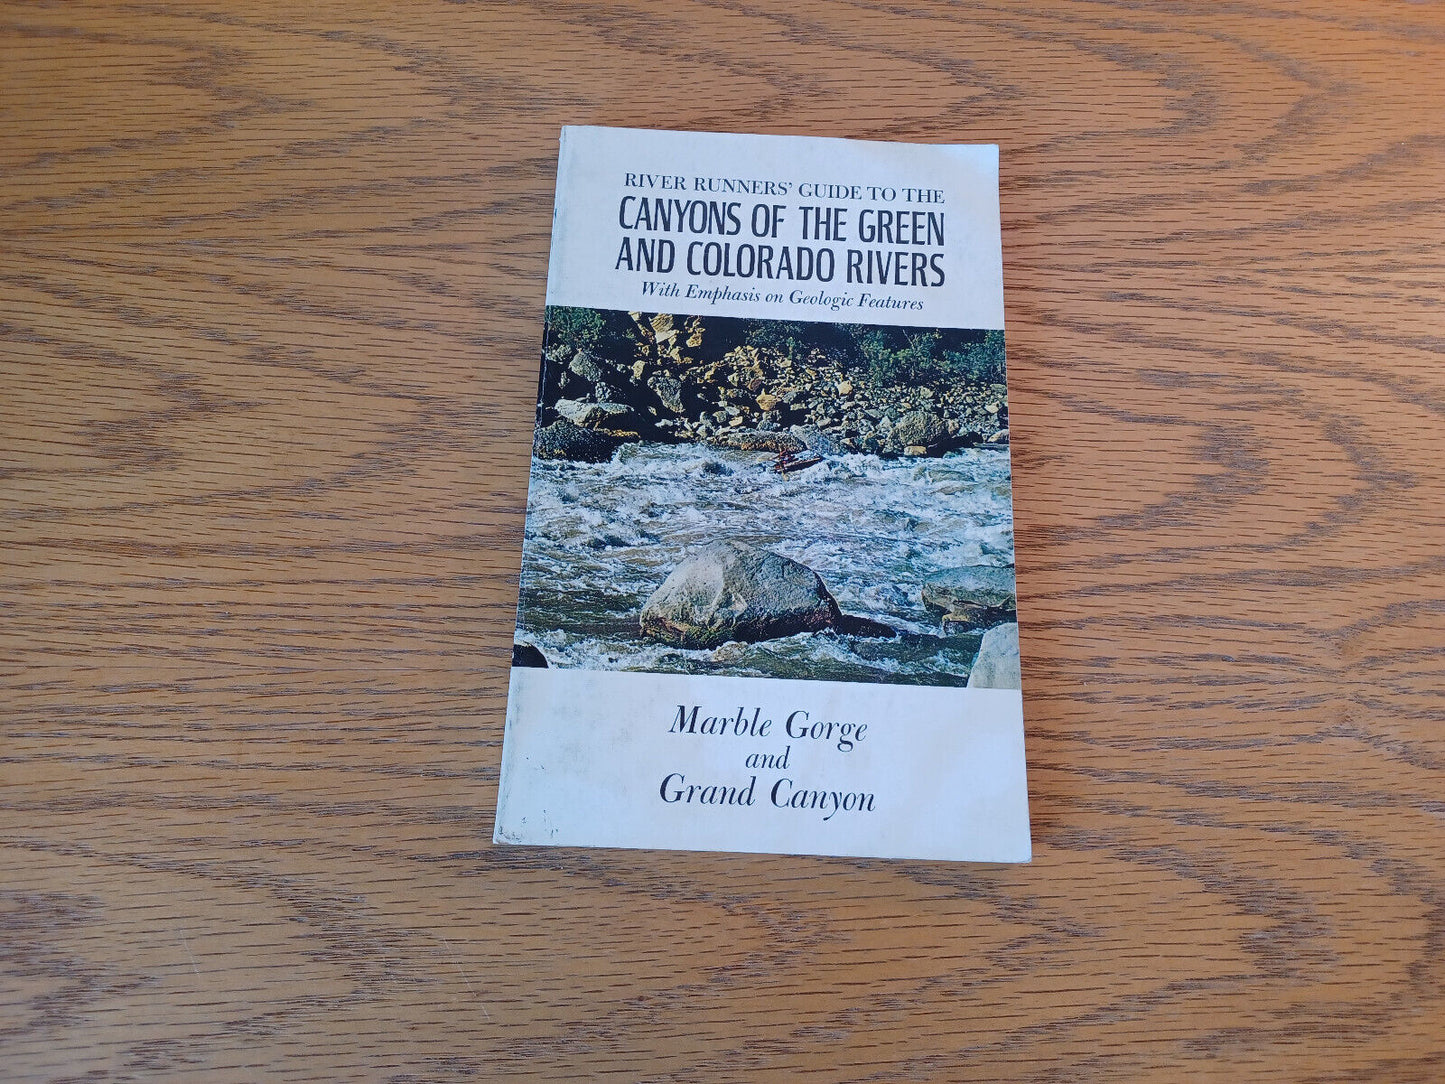 RIVER RUNNERS' GUIDE TO THE
CANYONS OF THE GREEN
AND COLORADO RIVERS
With Emphasis on Geologic Features
Marble Gorge
and
Grand Canyon